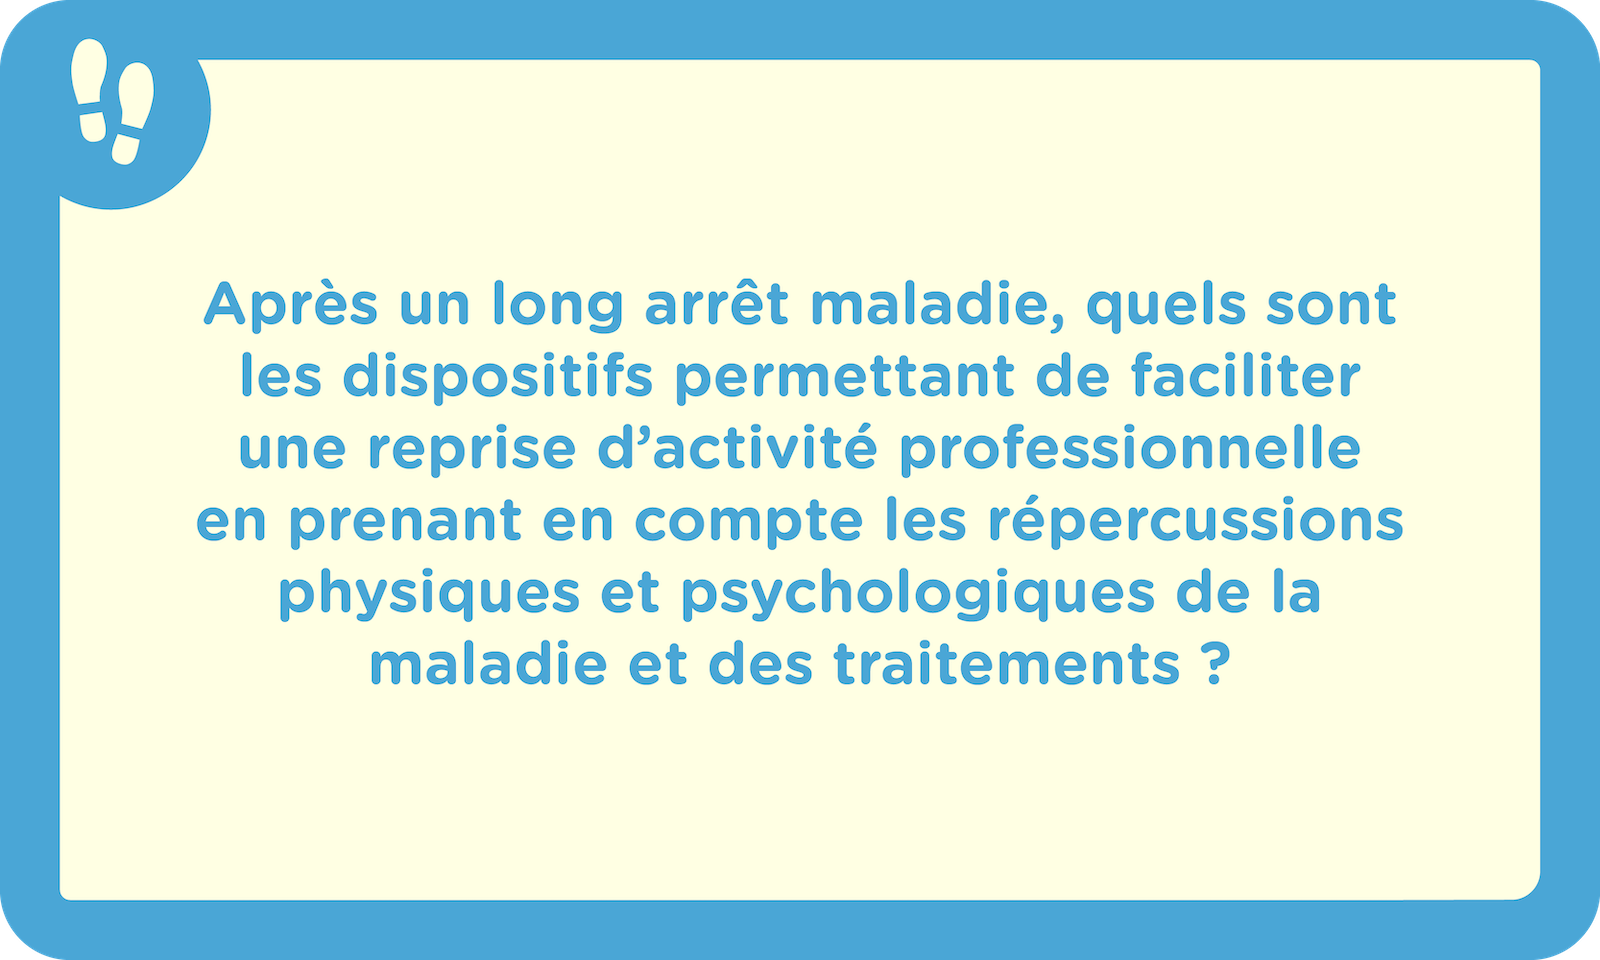 Après un long arrêt maladie, quels sont
les dispositifs permettant de faciliter
une reprise d’activité professionnelle
en prenant en compte les répercussions
physiques et psychologiques de la
maladie et des traitements ?